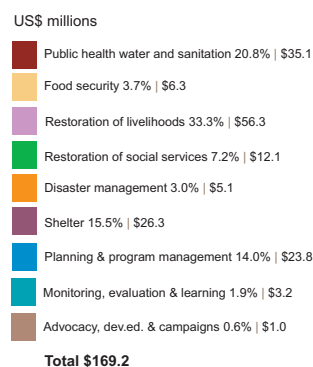 US$ millions
Public health water and sanitation 20.8% | $35.1
Food security 3.7% | $6.3
Restoration of livelihoods 33.3% | $56.3
Restoration of social services 7.2% | $12.1
Disaster management 3.0% | $5.1
Shelter 15.5% | $26.3
Planning & program management 14.0% | $23.8
Monitoring, evaluation & learning 1.9% | $3.2
Advocacy, dev.ed. & campaigns 0.6% | $1.0
Total $169.2